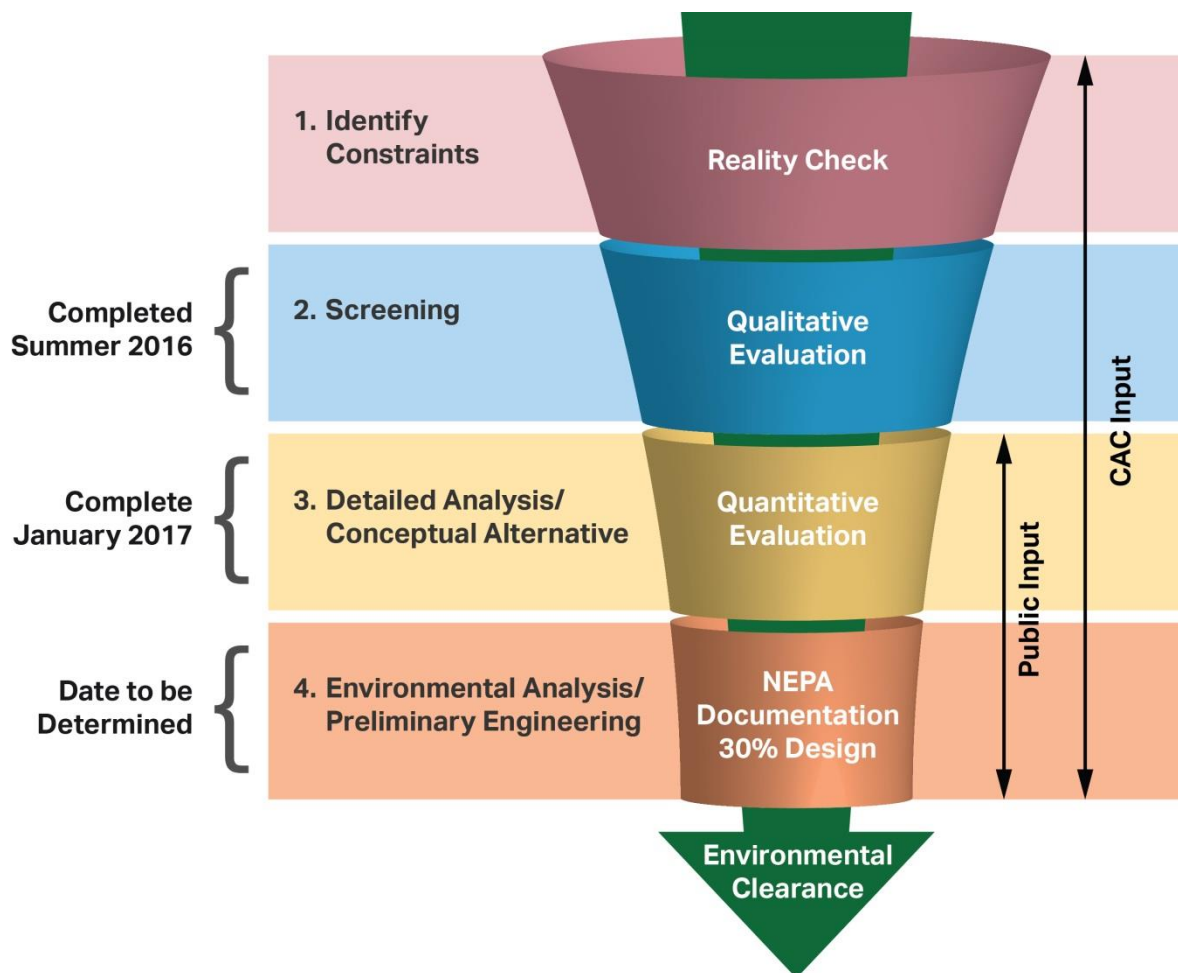 1. Identify
Constraints
Reality Check
Completed
Summer 2016
2. Screening
Qualitative
Evaluation
Complete
January 2017
3. Detailed Analysis/
Conceptual Alternative
Quantitative
Evaluation
Date to be
Determined
4. Environmental Analysis/
Preliminary Engineering
NEPA
Documentation
30% Design
Public Input
CAC Input
Environmental
Clearance